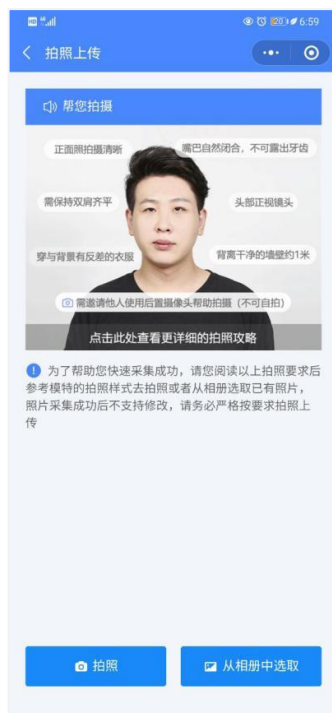 HD 5G 20 6:59
拍照上传
帮您拍摄
正面照拍摄清晰
嘴巴自然闭合，不可露出牙齿
需保持双肩齐平
头部正视镜头
穿与背景有反差的衣服
背离干净的墙壁约1米
需邀请他人使用后置摄像头帮助拍摄（不可自拍）
点击此处查看更详细的拍照攻略
为了帮助您快速采集成功，请您阅读以上拍照要求后
参考模特的拍照样式去拍照或者从相册选取已有照片，
照片采集成功后不支持修改，请务必严格按要求拍照上
传
拍照
从相册中选取